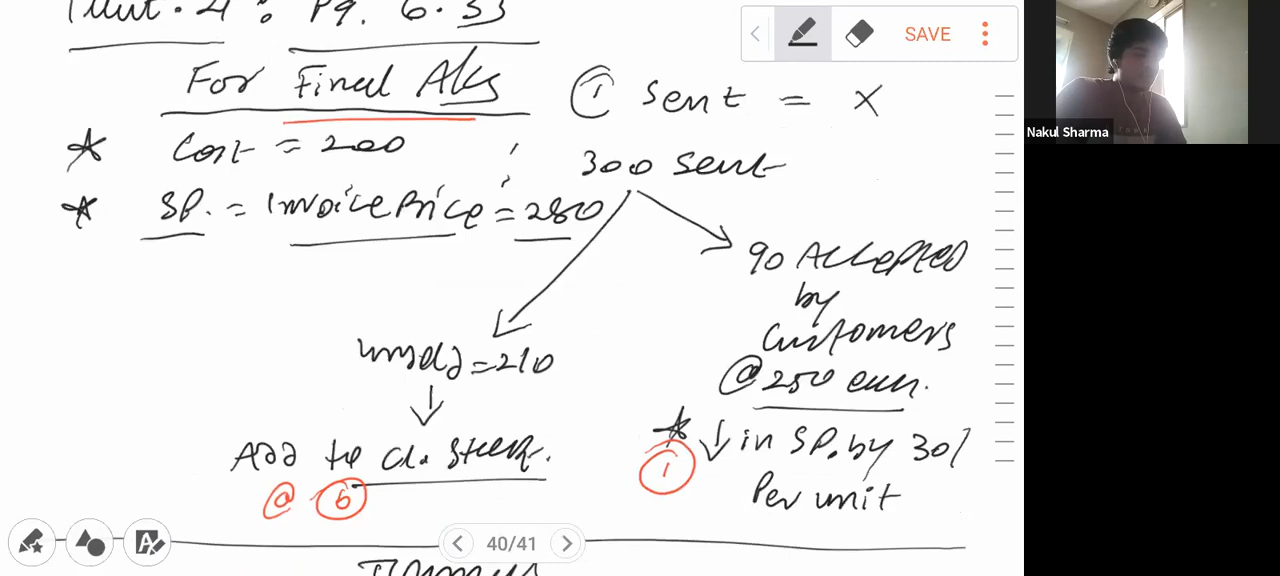 Illust. 4 : Pg. 6.53
SAVE
For Final A/cs
① Sent = X
Nakul Sharma
* Cost = 200
300 Sent
* SP. = Invoice Price = 280
90 Accepted
by
Customers
@ 250 each.
unsold = 210
* ↓ in SP. by 30/
①
Per unit
Add to Cl. Stock.
@ ⑥
40/41